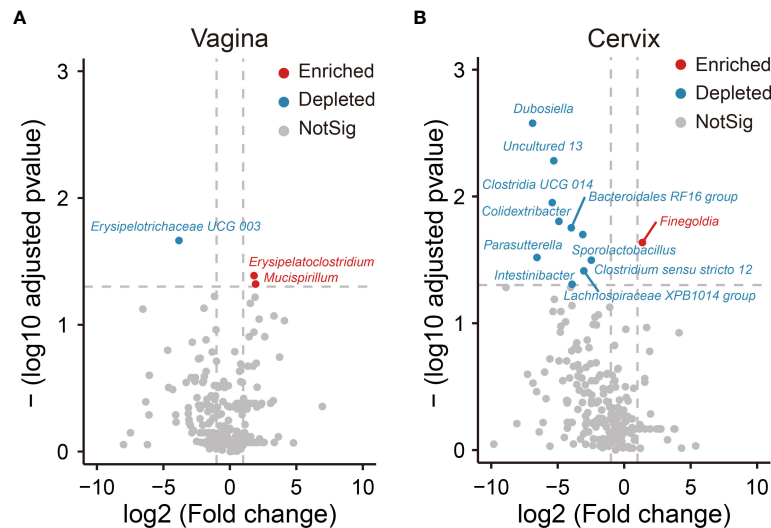 A
Vagina
Enriched
Depleted
NotSig
Erysipelotrichaceae UCG 003
Erysipelatoclostridium
Mucispirillum
3
2
1
0
−10
−5
0
5
10
− (log10 adjusted pvalue)
log2 (Fold change)
B
Cervix
Enriched
Depleted
NotSig
Dubosiella
Uncultured 13
Clostridia UCG 014
Bacteroidales RF16 group
Colidextribacter
Finegoldia
Parasutterella
Sporolactobacillus
Clostridium sensu stricto 12
Intestinibacter
Lachnospiraceae XPB1014 group
3
2
1
0
−10
−5
0
5
10
− (log10 adjusted pvalue)
log2 (Fold change)